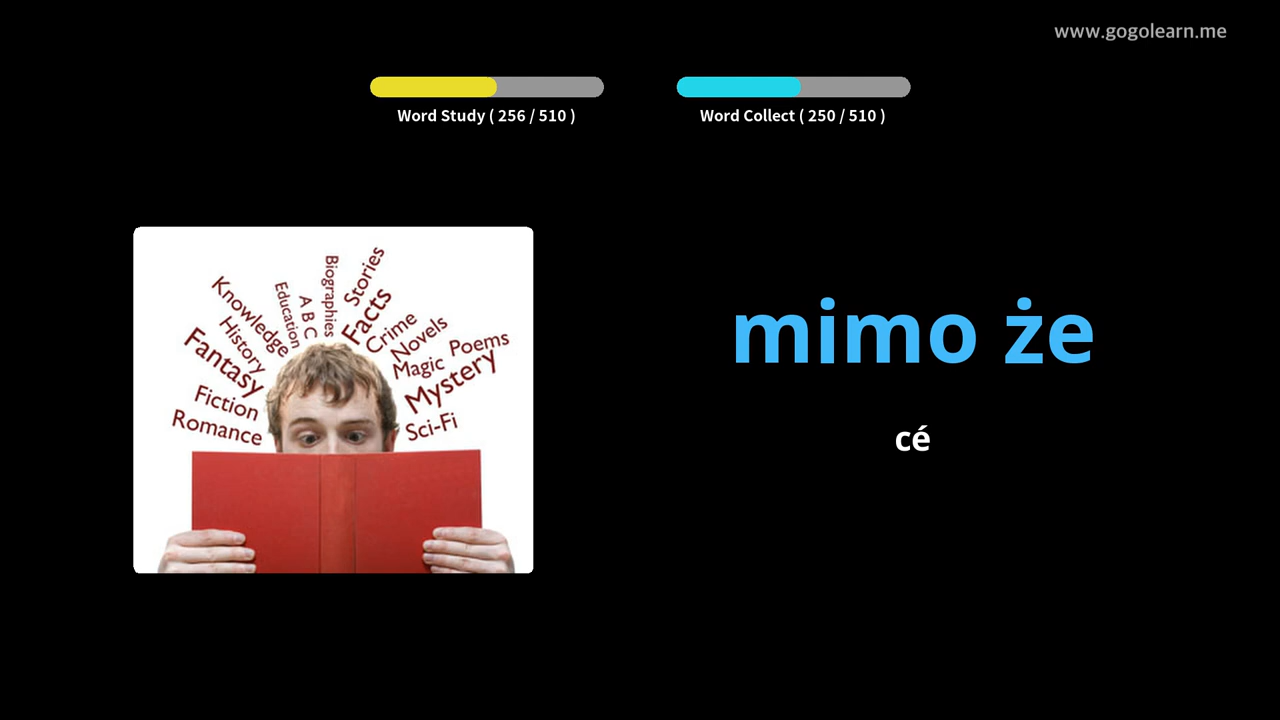 www.gogolearn.me
Word Study ( 256 / 510 )
Word Collect ( 250 / 510 )
mimo że
cé
Knowledge
History
Fantasy
Fiction
Romance
Education
A B C
Biographies
Stories
Facts
Crime
Novels
Magic
Poems
Mystery
Sci-Fi